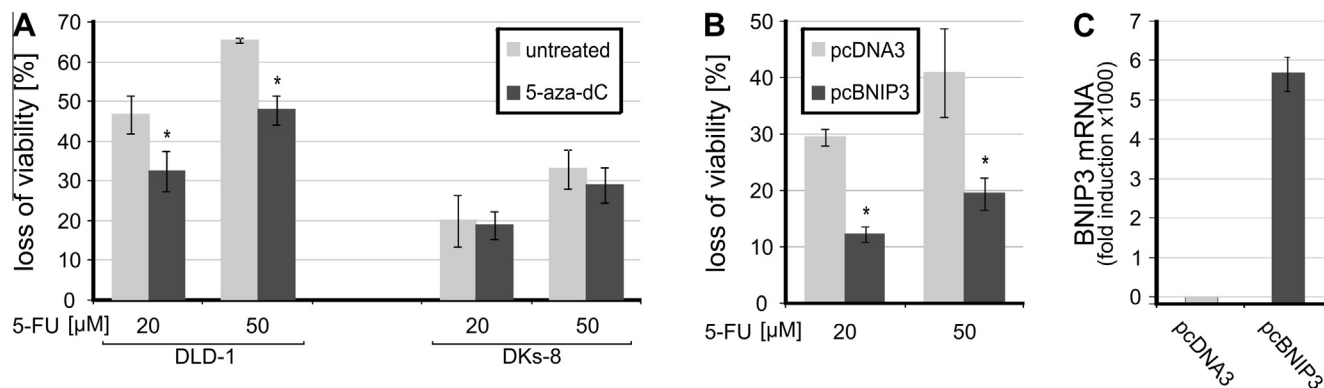 A
loss of viability [%]
70
60
50
40
30
20
10
0
untreated
5-aza-dC
*
*
5-FU [µM]
20
50
20
50
DLD-1
DKs-8
B
loss of viability [%]
50
40
30
20
10
0
pcDNA3
pcBNIP3
*
*
5-FU [µM]
20
50
C
BNIP3 mRNA
(fold induction x1000)
7
6
5
4
3
2
1
0
pcDNA3
pcBNIP3